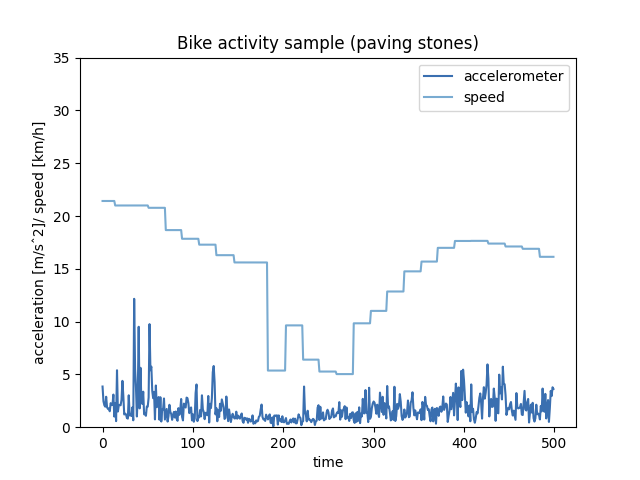 Bike activity sample (paving stones)
accelerometer
speed
35
30
25
20
15
10
5
0
acceleration [m/s^2]/ speed [km/h]
0 100 200 300 400 500
time